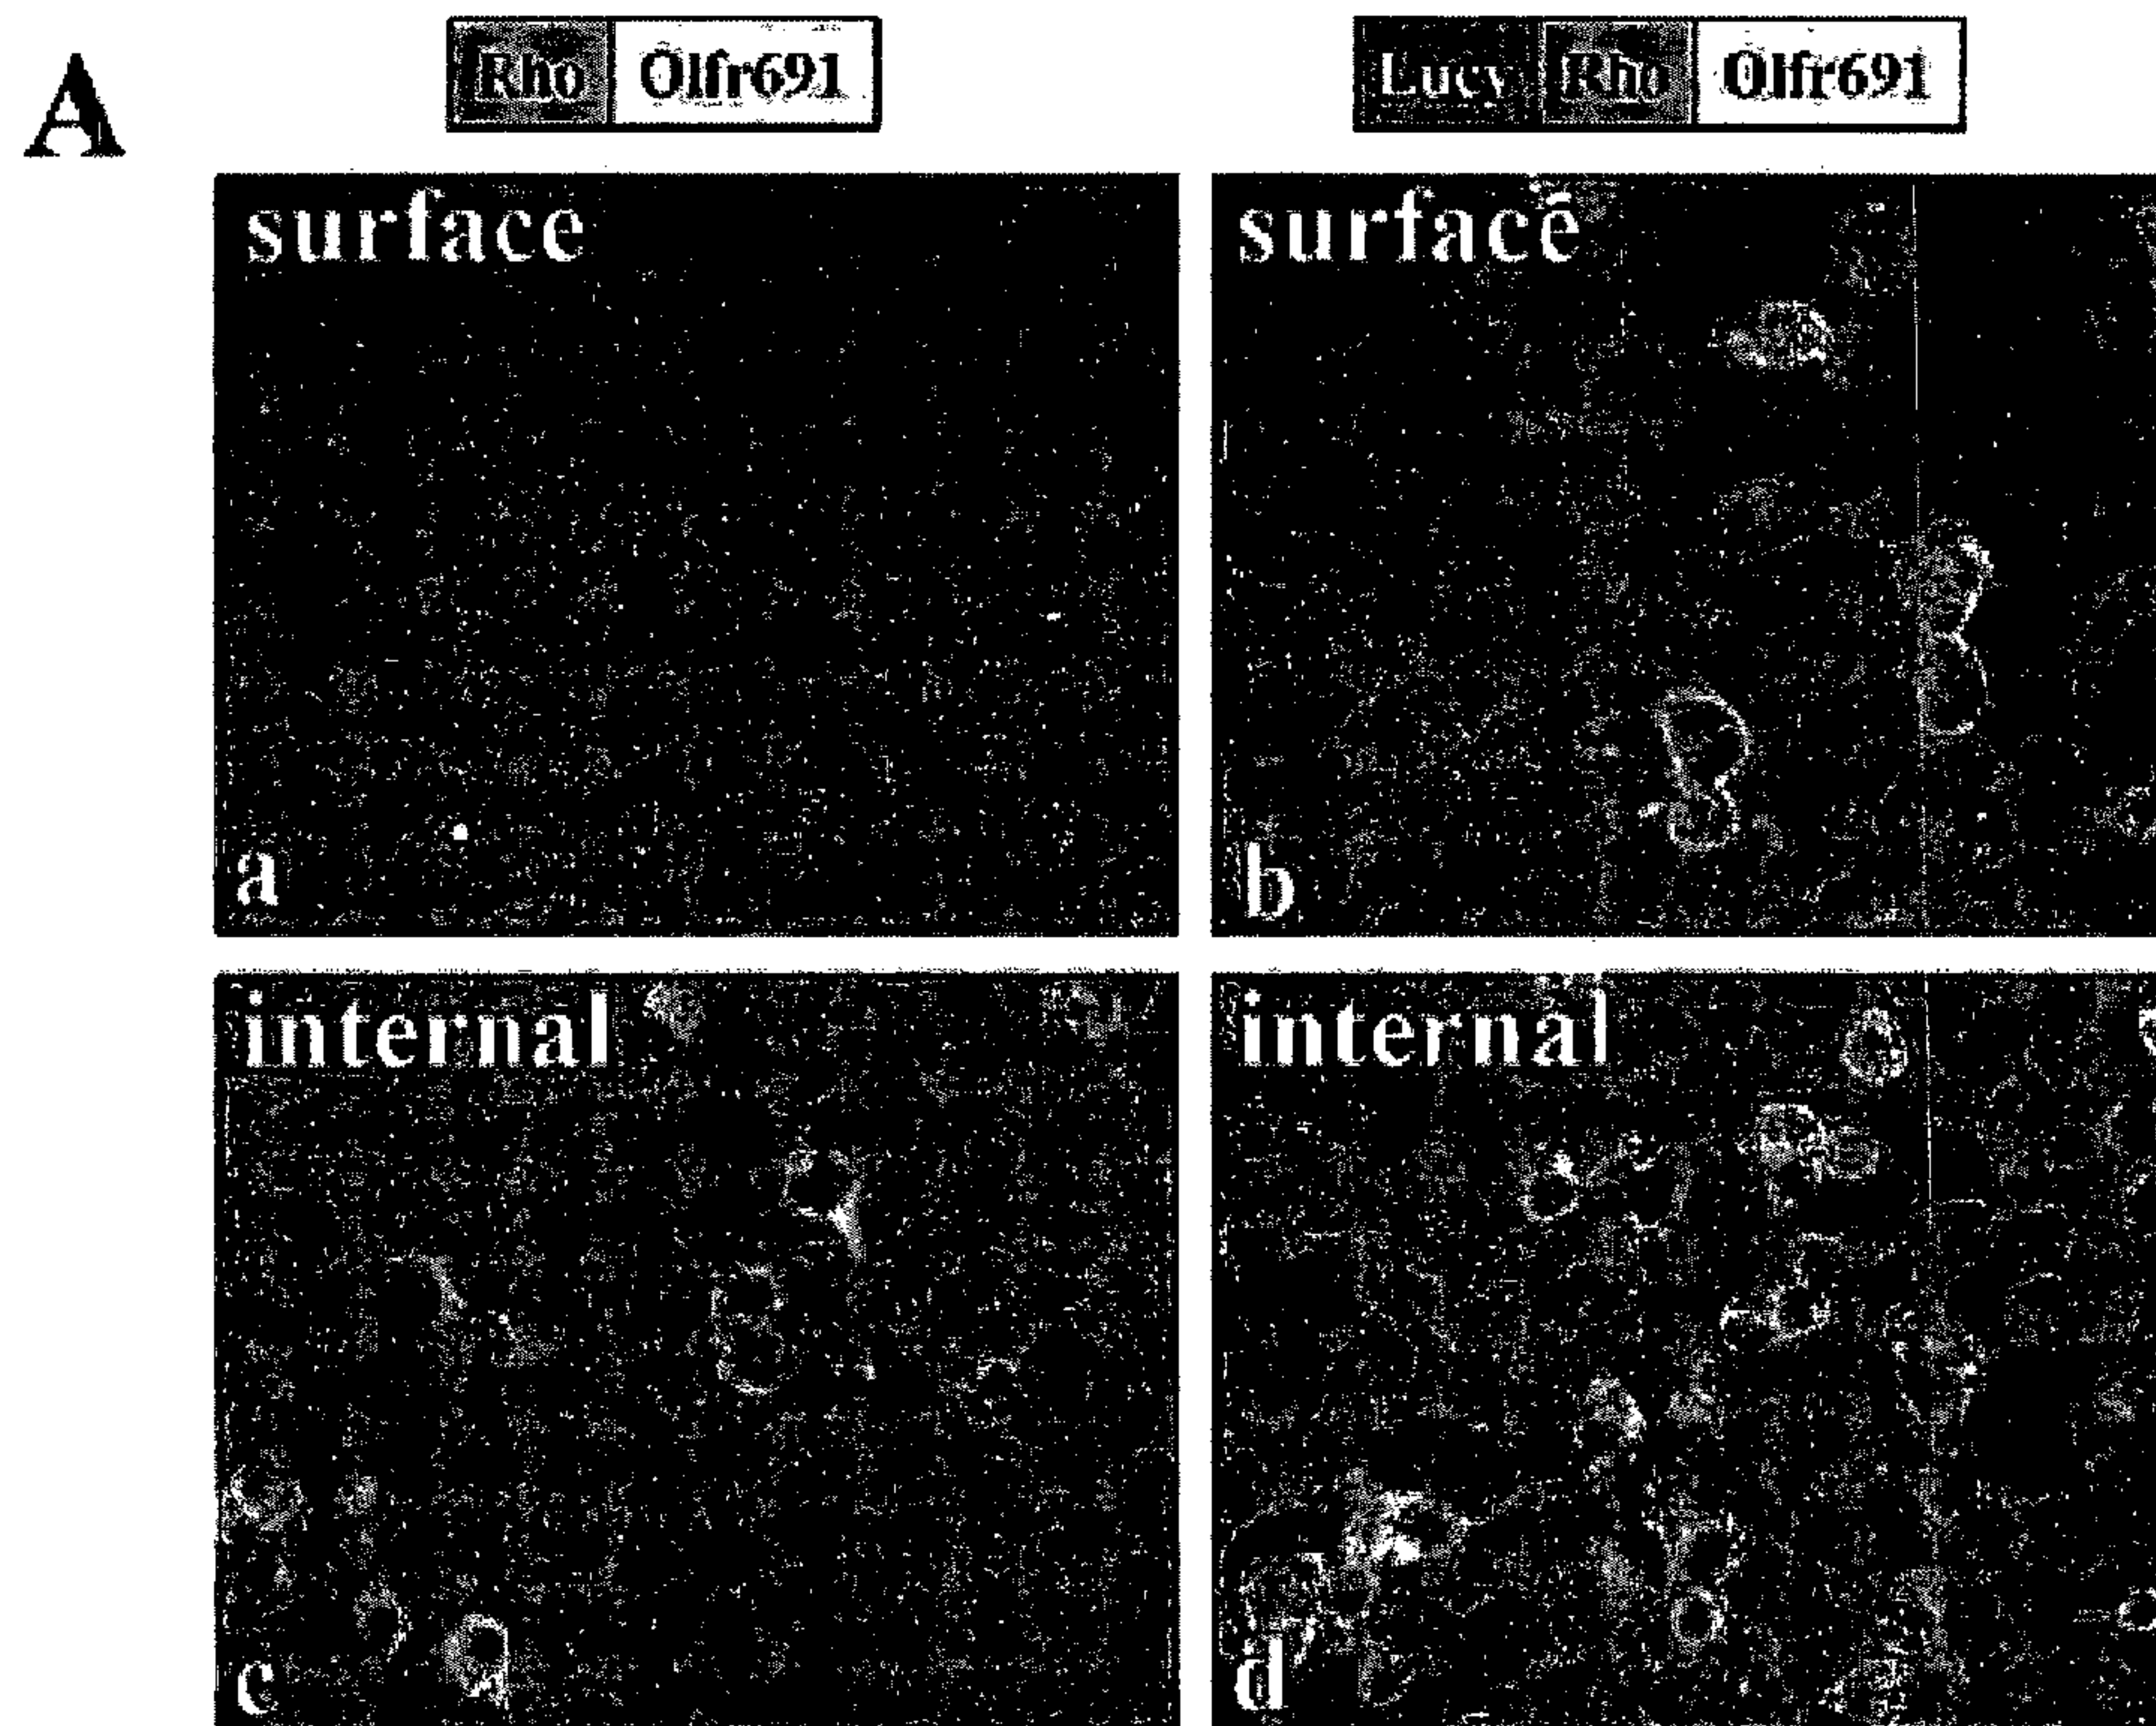 A
Rho Olfr691
Lucy Rho Olfr691
surface
surface
a
b
internal
internal
c
d